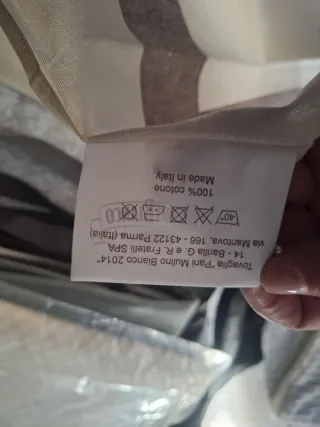 Tovaglia "Pani Mulino Bianco 2014"
14 - Barilla G. e R. Fratelli SPA
via Mantova, 166 - 43122 Parma (Italia)
40°
100% cotone
Made in Italy